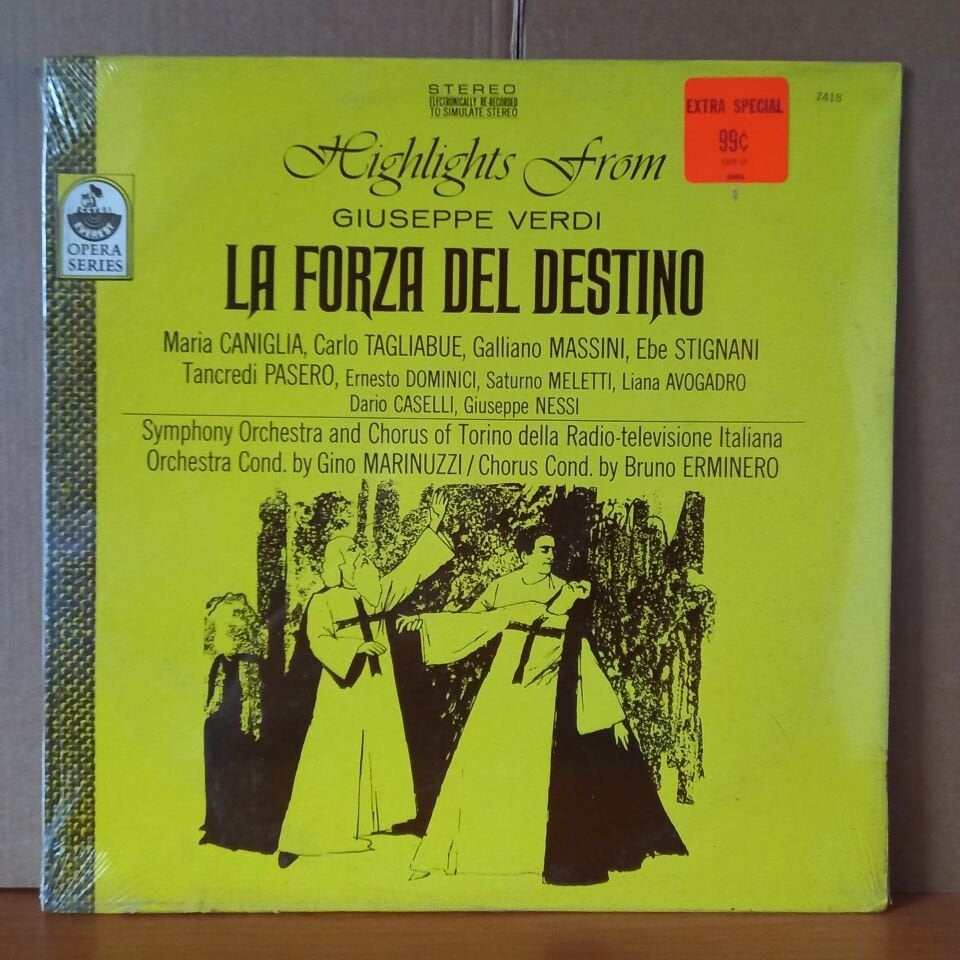 STEREO
ELECTRONICALLY RE-RECORDED
TO SIMULATE STEREO
EXTRA SPECIAL
99¢
7418
Highlights From
GIUSEPPE VERDI
LA FORZA DEL DESTINO
OPERA
SERIES
Maria CANIGLIA, Carlo TAGLIABUE, Galliano MASSINI, Ebe STIGNANI
Tancredi PASERO, Ernesto DOMINICI, Saturno MELETTI, Liana AVOGADRO
Dario CASELLI, Giuseppe NESSI
Symphony Orchestra and Chorus of Torino della Radio-televisione Italiana
Orchestra Cond. by Gino MARINUZZI / Chorus Cond. by Bruno ERMINERO